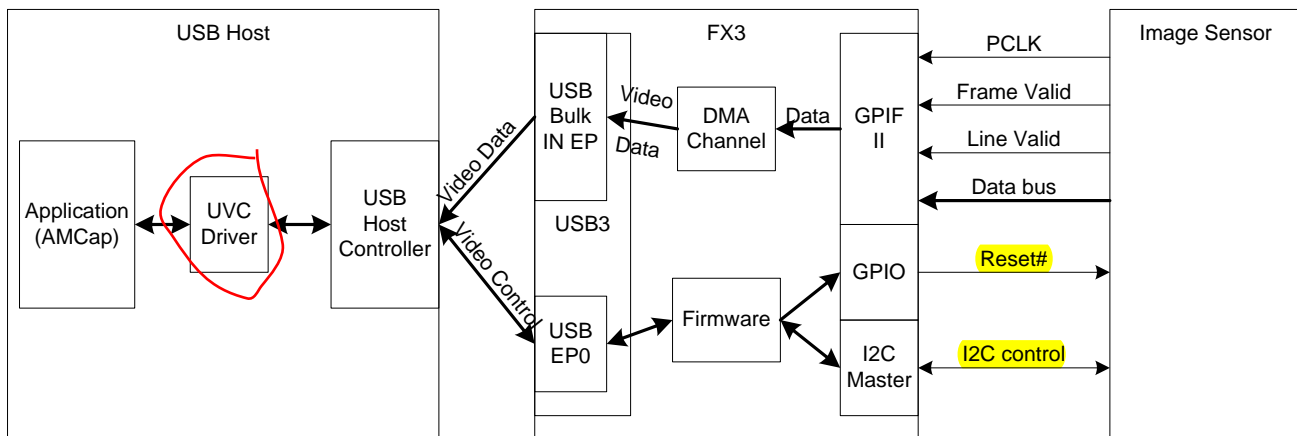 USB Host
FX3
Image Sensor
Application
(AMCap)
UVC
Driver
USB
Host
Controller
Video Data
Video Control
USB
Bulk
IN EP
USB3
USB
EP0
Video
Data
DMA
Channel
Data
Firmware
GPIF
II
GPIO
I2C
Master
PCLK
Frame Valid
Line Valid
Data bus
Reset#
I2C control